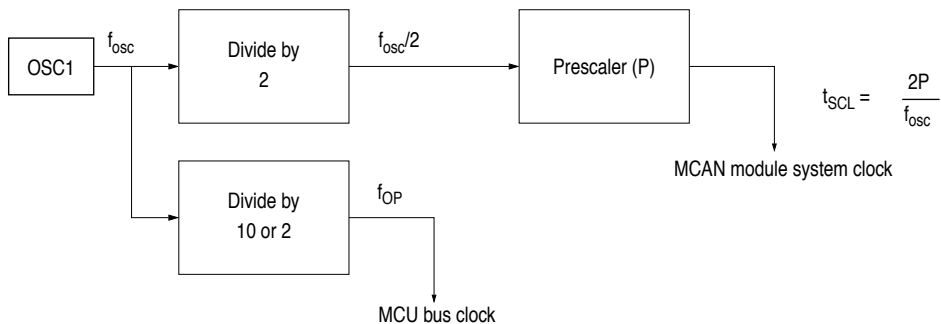 OSC1
fosc
Divide by
2
fosc/2
Prescaler (P)
tSCL = 2P
fosc
MCAN module system clock
Divide by
10 or 2
fOP
MCU bus clock